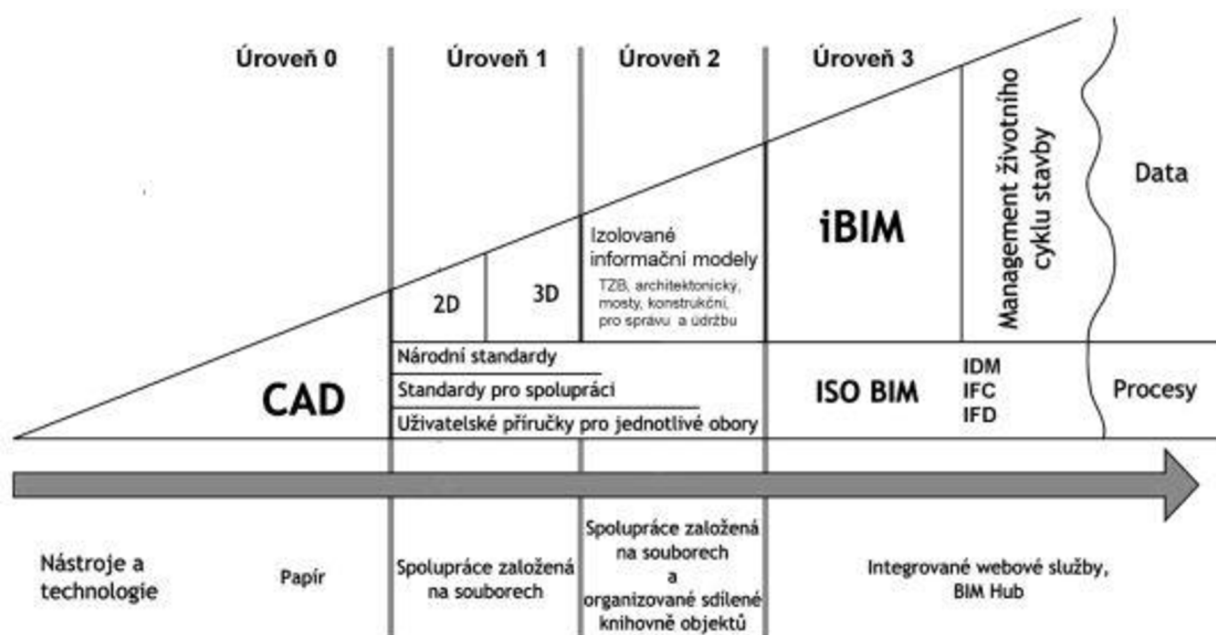 Úroveň 0
Úroveň 1
Úroveň 2
Úroveň 3
Management životního
cyklu stavby
Data
iBIM
Izolované
informační modely
TZB, architektonický,
mosty, konstrukční,
pro správu a údržbu
2D
3D
CAD
Národní standardy
Standardy pro spolupráci
Uživatelské příručky pro jednotlivé obory
ISO BIM
IDM
IFC
IFD
Procesy
Nástroje a
technologie
Papír
Spolupráce založená
na souborech
Spolupráce založená
na souborech
a
organizované sdílené
knihovně objektů
Integrované webové služby,
BIM Hub